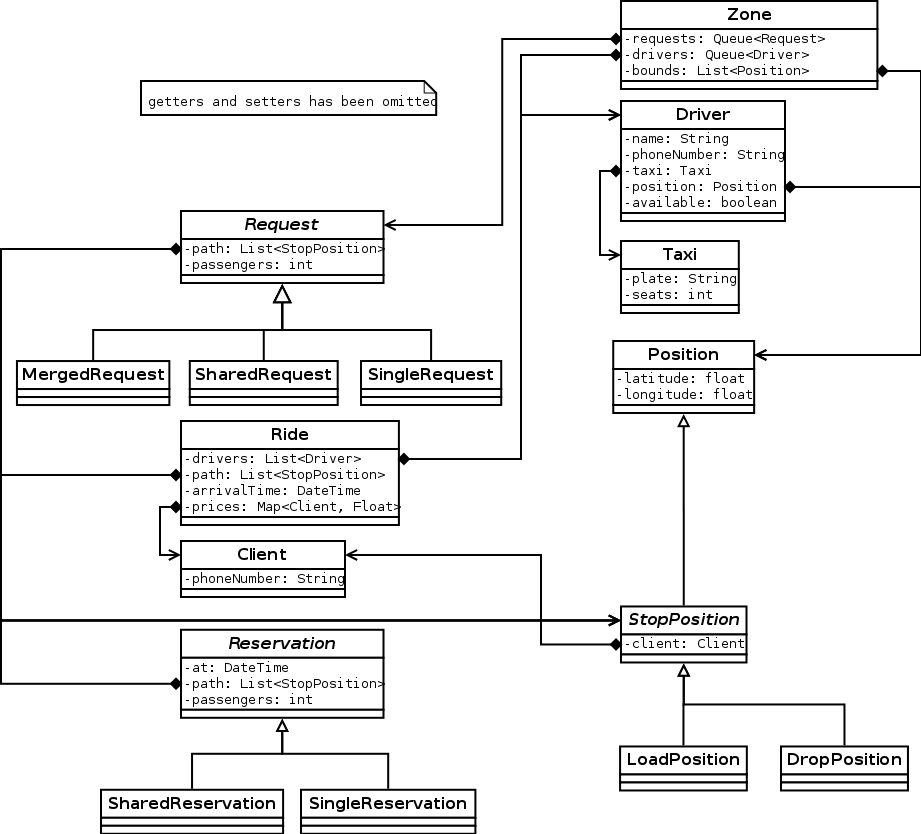 Zone
-requests: Queue<Request>
-drivers: Queue<Driver>
-bounds: List<Position>
getters and setters has been omitted
Driver
-name: String
-phoneNumber: String
-taxi: Taxi
-position: Position
-available: boolean
Request
-path: List<StopPosition>
-passengers: int
Taxi
-plate: String
-seats: int
MergedRequest
SharedRequest
SingleRequest
Position
-latitude: float
-longitude: float
Ride
-drivers: List<Driver>
-path: List<StopPosition>
-arrivalTime: DateTime
-prices: Map<Client, Float>
Client
-phoneNumber: String
StopPosition
-client: Client
Reservation
-at: DateTime
-path: List<StopPosition>
-passengers: int
LoadPosition
DropPosition
SharedReservation
SingleReservation